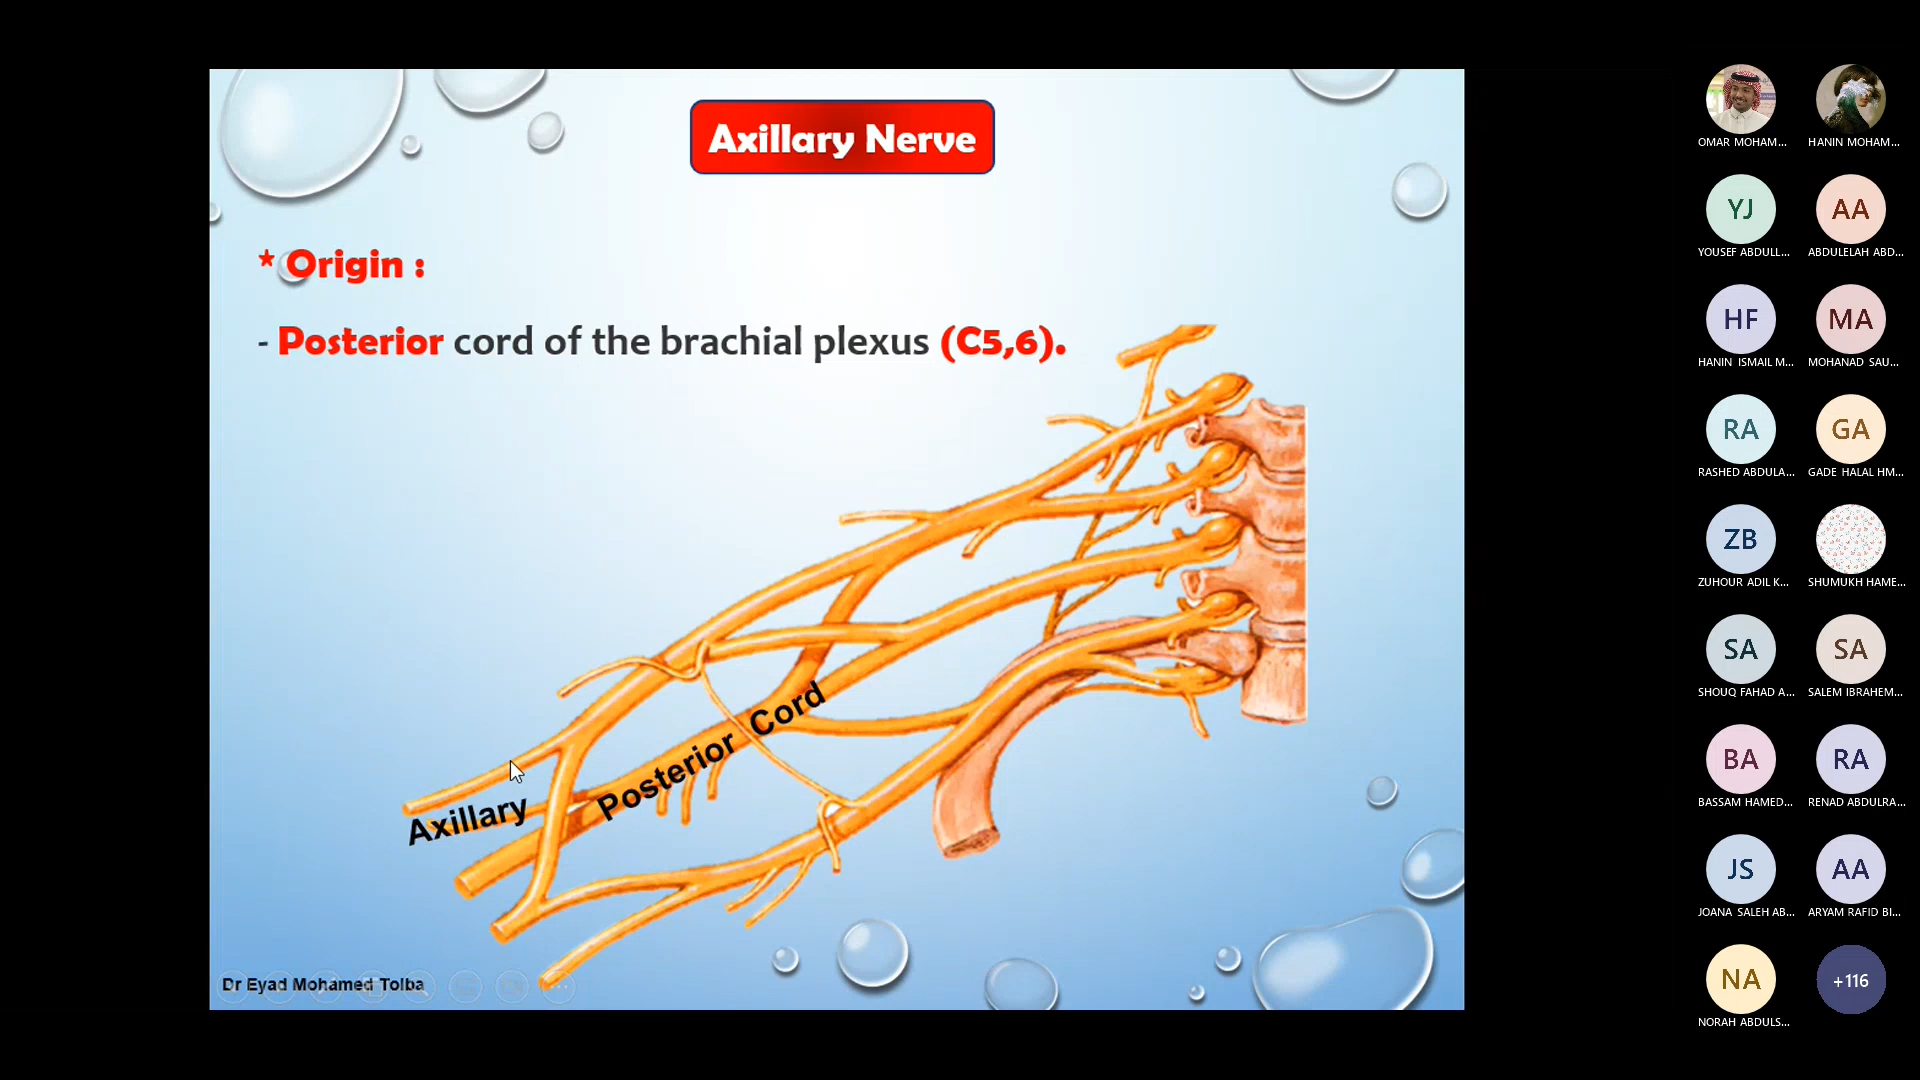 Axillary Nerve
* Origin :
- Posterior cord of the brachial plexus (C5,6).
Posterior Cord
Axillary
Dr Eyad Mohamed Tolba
OMAR MOHAM...
HANIN MOHAM...
YJ
AA
YOUSEF ABDULL...
ABDULELAH ABD...
HF
MA
HANIN ISMAIL M...
MOHANAD SAU...
RA
GA
RASHED ABDULA...
GADE HALAL HM...
ZB
ZUHOUR ADIL K...
SHUMUKH HAME...
SA
SA
SHOUQ FAHAD A...
SALEM IBRAHEM...
BA
RA
BASSAM HAMED...
RENAD ABDULRA...
JS
AA
JOANA SALEH AB...
ARYAM RAFID BI...
NA
+116
NORAH ABDULS...